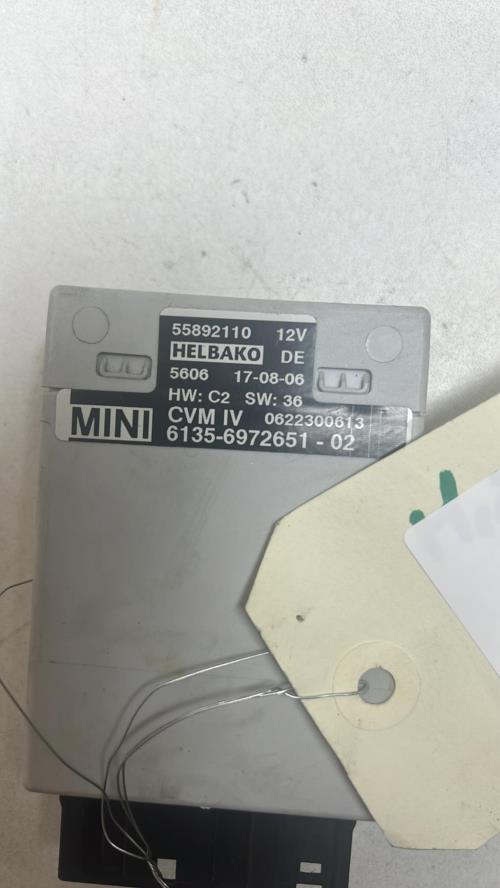 55892110 12V
HELBAKO DE
5606 17-08-06
HW: C2 SW: 36
MINI CVM IV 0622300613
6135-6972651 - 02